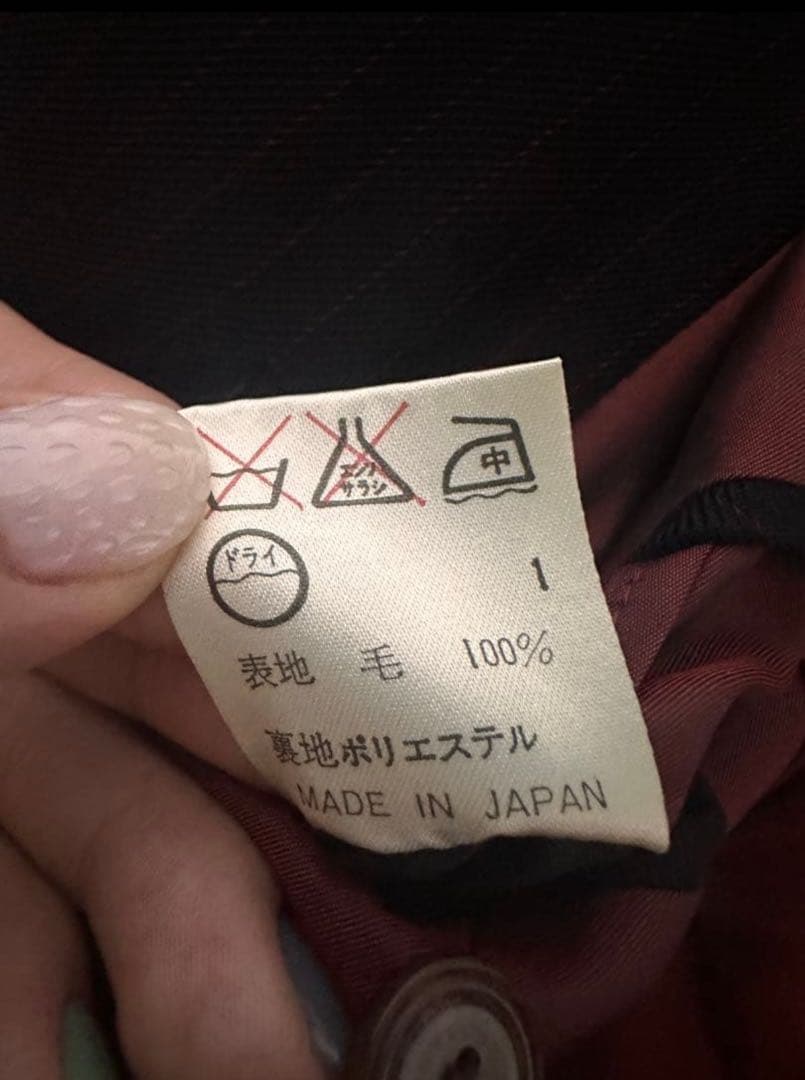 エンソ サラシ 中
ドライ 1
表地 毛 100%
裏地ポリエステル
MADE IN JAPAN